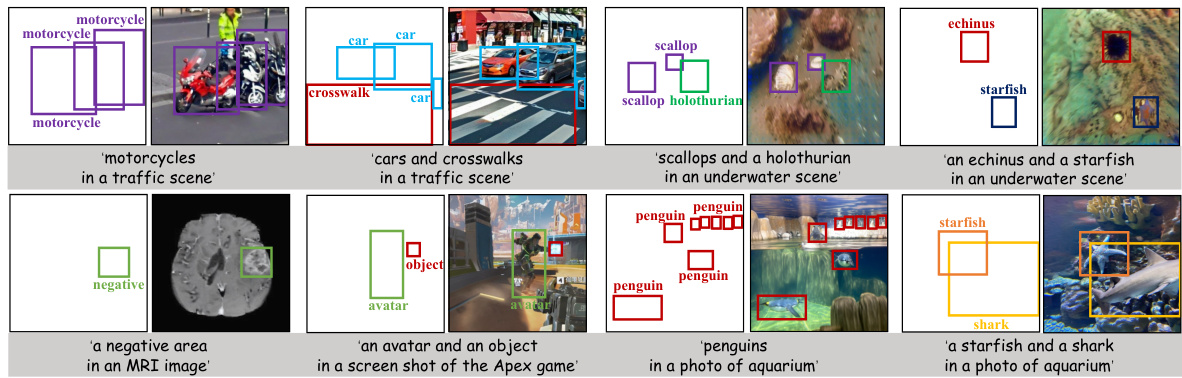 motorcycle
motorcycle
motorcycle
'motorcycles
in a traffic scene'
car
car
crosswalk
car
'cars and crosswalks
in a traffic scene'
scallop
scallop
holothurian
'scallops and a holothurian
in an underwater scene'
echinus
starfish
'an echinus and a starfish
in an underwater scene'
negative
'a negative area
in an MRI image'
object
avatar
avatar
'an avatar and an object
in a screen shot of the Apex game'
penguin
penguin
penguin
penguin
'penguins
in a photo of aquarium'
starfish
shark
'a starfish and a shark
in a photo of aquarium'